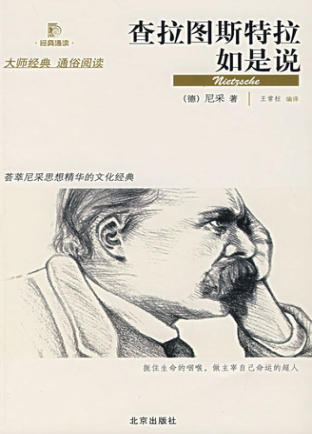 ·经典通读·
大师经典 通俗阅读
查拉图斯特拉
如是说
Nietzsche
(德) 尼采 著
王常柱 编译
荟萃尼采思想精华的文化经典
扼住生命的咽喉，做主宰自己命运的超人
北京出版社